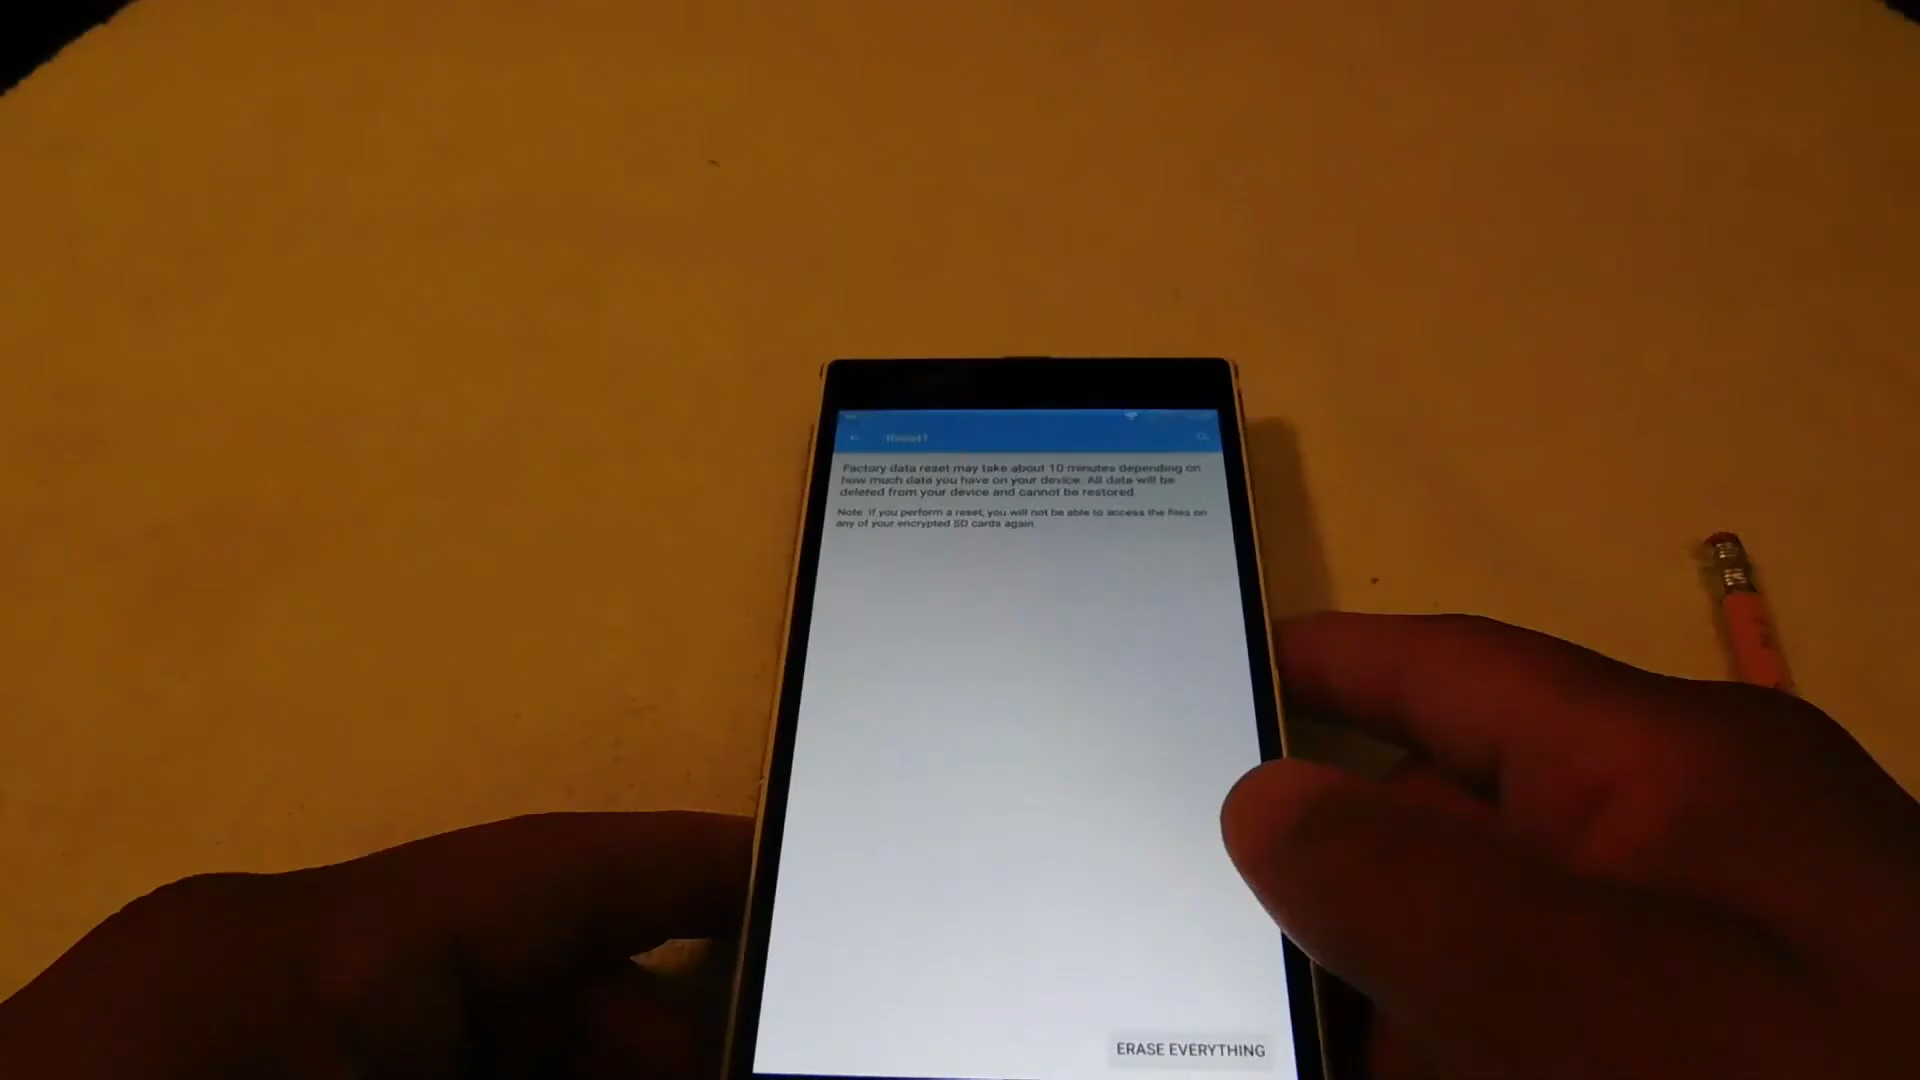 Reset?
Factory data reset may take about 10 minutes depending on
how much data you have on your device. All data will be
deleted from your device and cannot be restored.
Note: If you perform a reset, you will not be able to access the files on
any of your encrypted SD cards again.
ERASE EVERYTHING